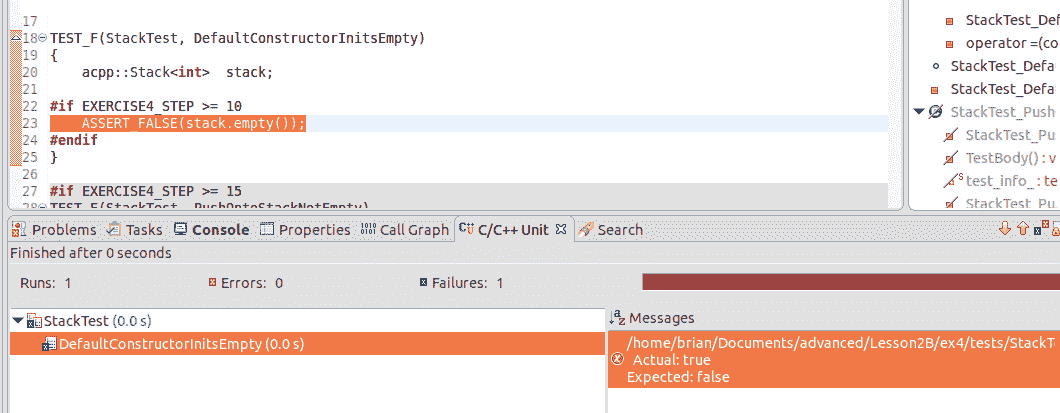 17
18 TEST_F(StackTest, DefaultConstructorInitsEmpty)
19 {
20     acpp::Stack<int>  stack;
21
22 #if EXERCISE4_STEP >= 10
23     ASSERT_FALSE(stack.empty());
24 #endif
25 }
26
27 #if EXERCISE4_STEP >= 15
28 TEST_F(StackTest, PushOntoStackNotEmpty)
StackTest_Def
operator =(co
StackTest_Defa
StackTest_Defa
StackTest_Push
StackTest_Pus
TestBody() : v
test_info_ : te
StackTest_Pu
Problems Tasks Console Properties Call Graph C/C++ Unit Search
Finished after 0 seconds
Runs: 1 Errors: 0 Failures: 1
StackTest (0.0 s)
DefaultConstructorInitsEmpty (0.0 s)
Messages
/home/brian/Documents/advanced/Lesson2B/ex4/tests/StackT
Actual: true
Expected: false